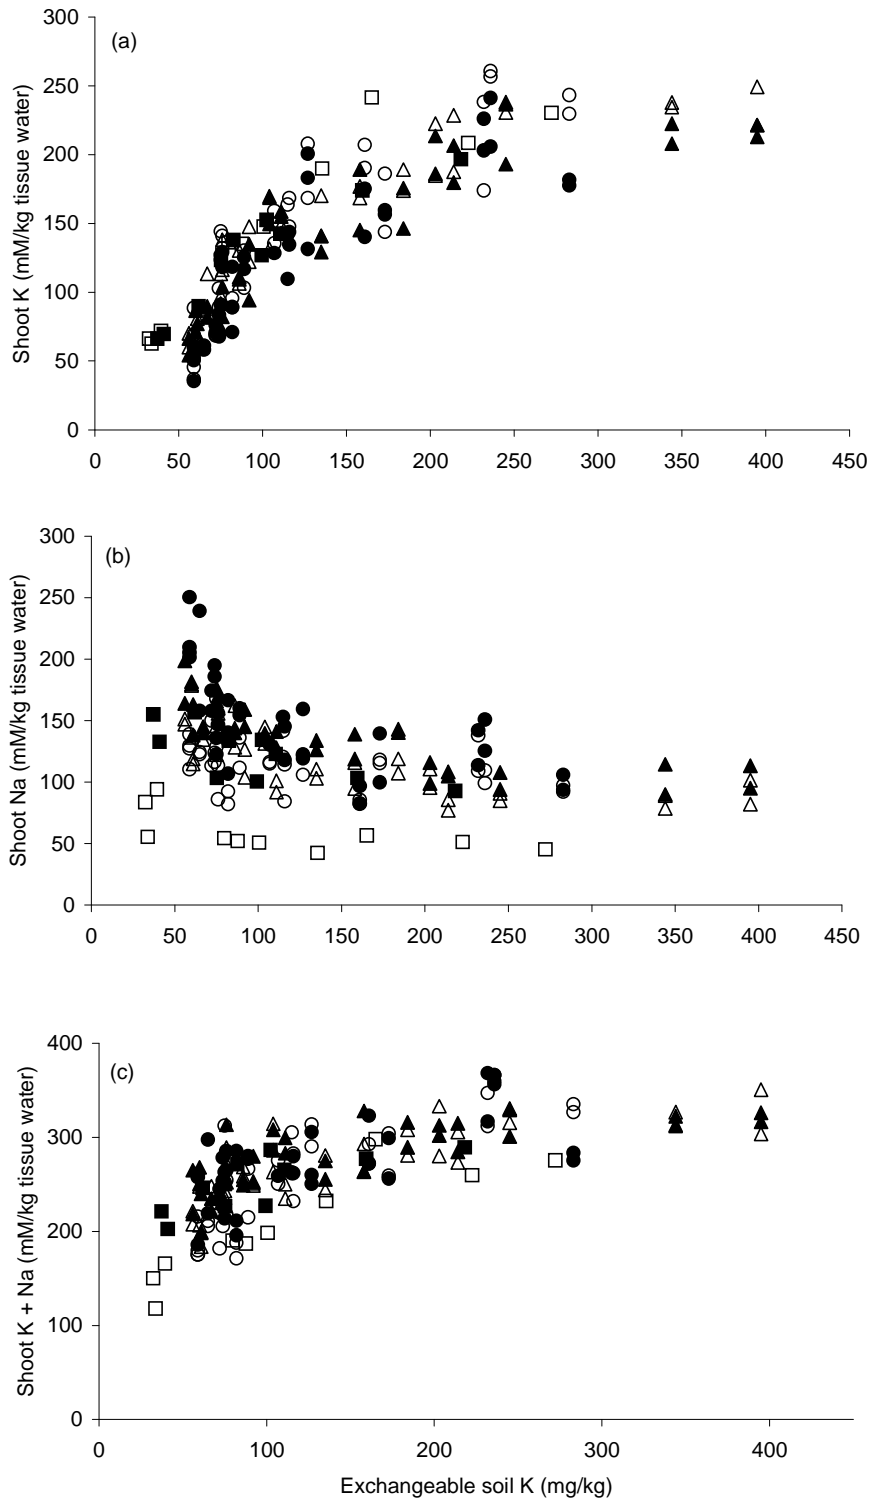 (a)
Shoot K (mM/kg tissue water)
300
250
200
150
100
50
0
0 50 100 150 200 250 300 350 400 450
(b)
Shoot Na (mM/kg tissue water)
300
250
200
150
100
50
0
0 50 100 150 200 250 300 350 400 450
(c)
Shoot K + Na (mM/kg tissue water)
400
300
200
100
0
0 100 200 300 400
Exchangeable soil K (mg/kg)